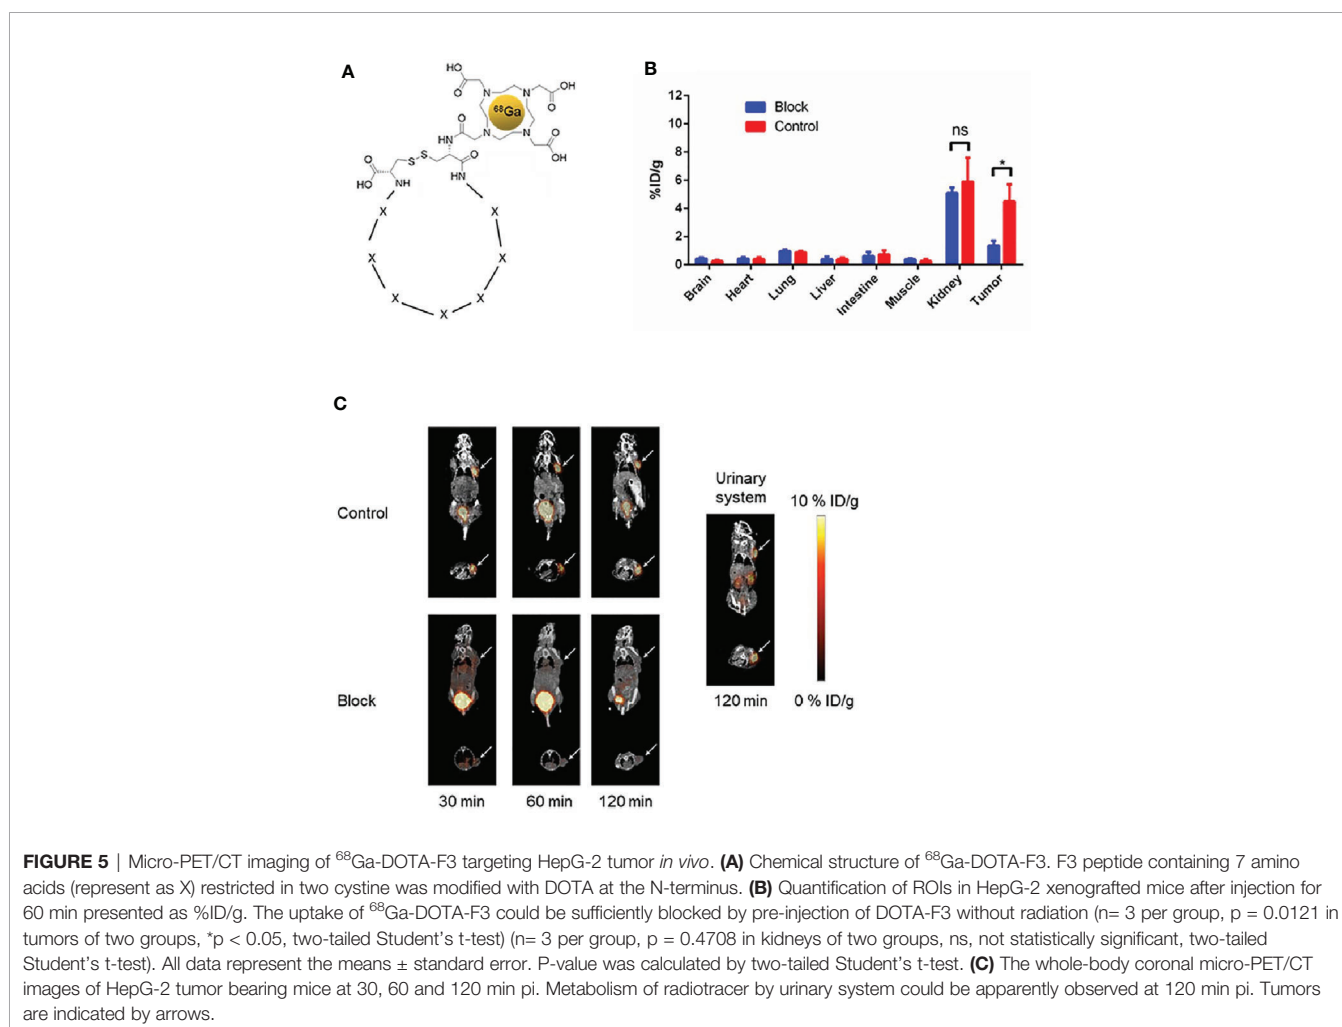 A
HO
O
OH
O
N
N
68Ga
O
N
N
O
HN
OH
O
S
S
O
HO
NH
HN
X
X
X
X
X
X
X
B
12
10
8
6
4
2
0
%ID/g
Block
Control
ns
*
Brain
Heart
Lung
Liver
Intestine
Muscle
Kidney
Tumor
C
Control
Block
30 min
60 min
120 min
Urinary
system
120 min
10 % ID/g
0 % ID/g
FIGURE 5 | Micro-PET/CT imaging of 68Ga-DOTA-F3 targeting HepG-2 tumor in vivo. (A) Chemical structure of 68Ga-DOTA-F3. F3 peptide containing 7 amino
acids (represent as X) restricted in two cystine was modified with DOTA at the N-terminus. (B) Quantification of ROIs in HepG-2 xenografted mice after injection for
60 min presented as %ID/g. The uptake of 68Ga-DOTA-F3 could be sufficiently blocked by pre-injection of DOTA-F3 without radiation (n= 3 per group, p = 0.0121 in
tumors of two groups, *p < 0.05, two-tailed Student’s t-test) (n= 3 per group, p = 0.4708 in kidneys of two groups, ns, not statistically significant, two-tailed
Student’s t-test). All data represent the means ± standard error. P-value was calculated by two-tailed Student’s t-test. (C) The whole-body coronal micro-PET/CT
images of HepG-2 tumor bearing mice at 30, 60 and 120 min pi. Metabolism of radiotracer by urinary system could be apparently observed at 120 min pi. Tumors
are indicated by arrows.